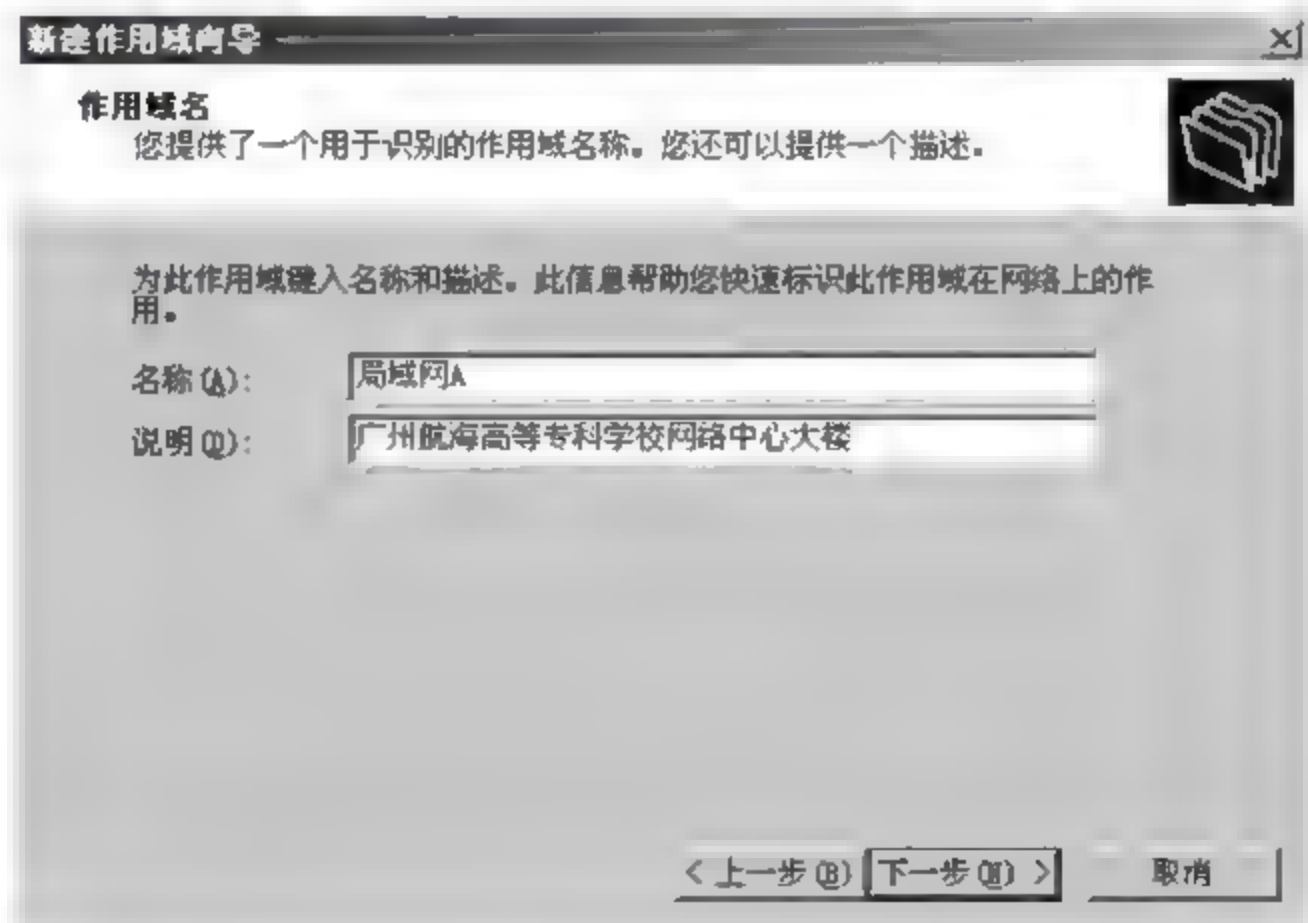 新建作用域向导
作用域名
您提供了一个用于识别的作用域名称。您还可以提供一个描述。
为此作用域键入名称和描述。此信息帮助您快速标识此作用域在网络上的作
用。
名称(A): 局域网A
说明(D): 广州航海高等专科学校网络中心大楼
< 上一步(B) 下一步(N) > 取消